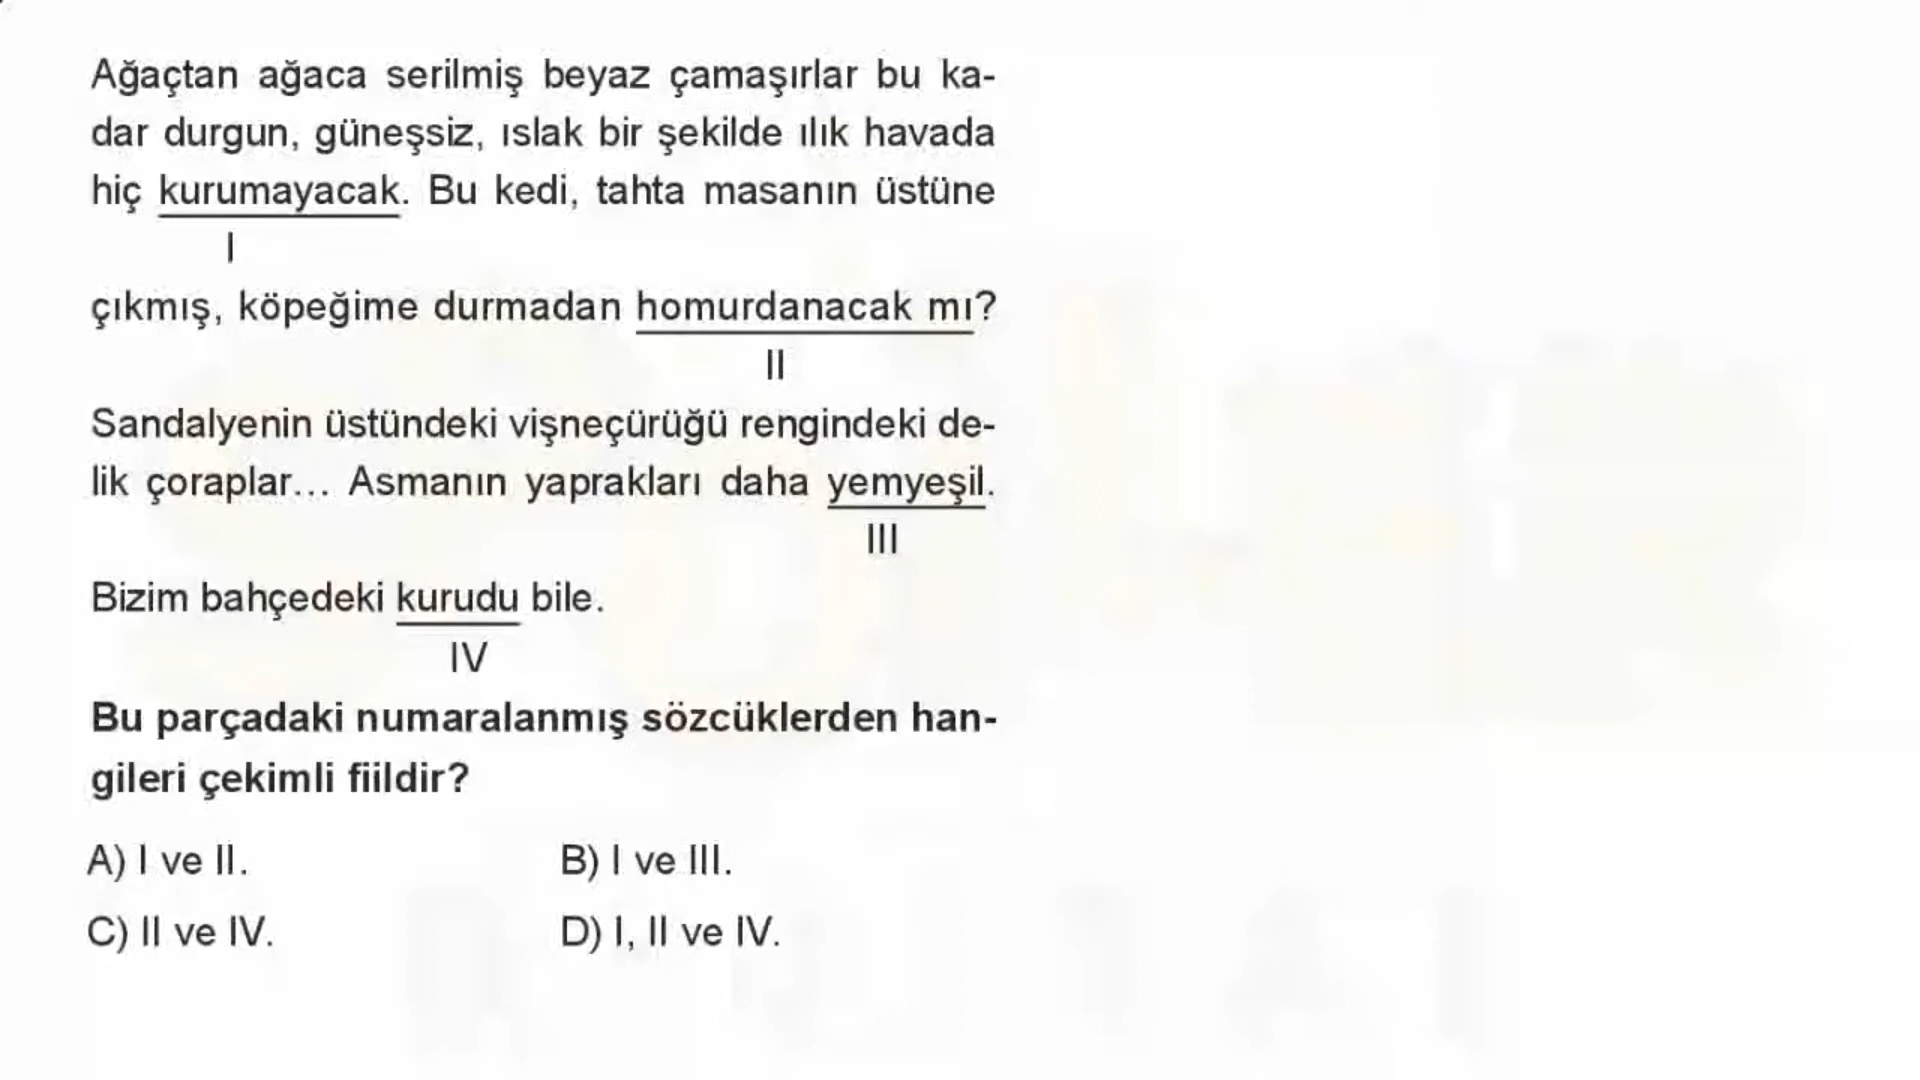 Ağaçtan ağaca serilmiş beyaz çamaşırlar bu ka-
dar durgun, güneşsiz, ıslak bir şekilde ılık havada
hiç kurumayacak. Bu kedi, tahta masanın üstüne
I
çıkmış, köpeğime durmadan homurdanacak mı?
II
Sandalyenin üstündeki vişneçürüğü rengindeki de-
lik çoraplar... Asmanın yaprakları daha yemyeşil.
III
Bizim bahçedeki kurudu bile.
IV
Bu parçadaki numaralanmış sözcüklerden han-
gileri çekimli fiildir?
A) I ve II.
B) I ve III.
C) II ve IV.
D) I, II ve IV.